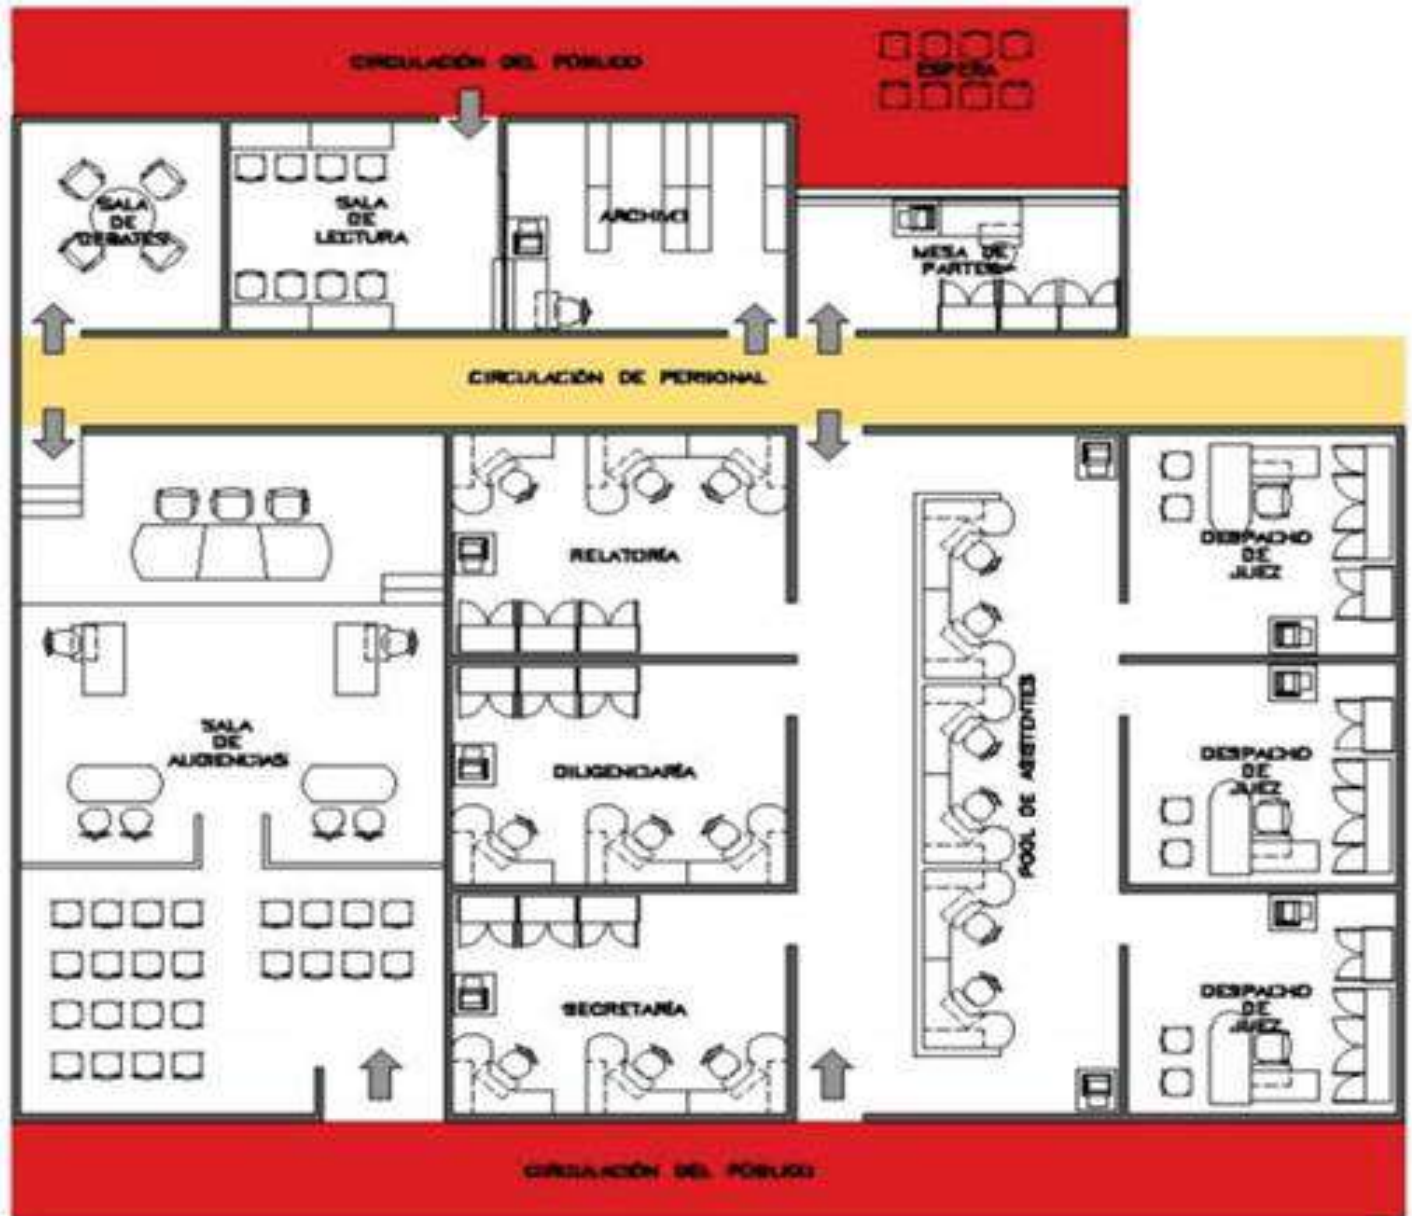 CIRCULACIÓN DEL PÚBLICO
ESPERA
SALA
DE
DEBATES
SALA
DE
LECTURA
ARCHIVO
MESA DE
PARTES
CIRCULACIÓN DE PERSONAL
RELATORÍA
DESPACHO
DE
JUEZ
SALA
DE
AUDIENCIAS
DILIGENCIARÍA
POOL DE ASISTENTES
DESPACHO
DE
JUEZ
SECRETARÍA
DESPACHO
DE
JUEZ
CIRCULACIÓN DEL PÚBLICO